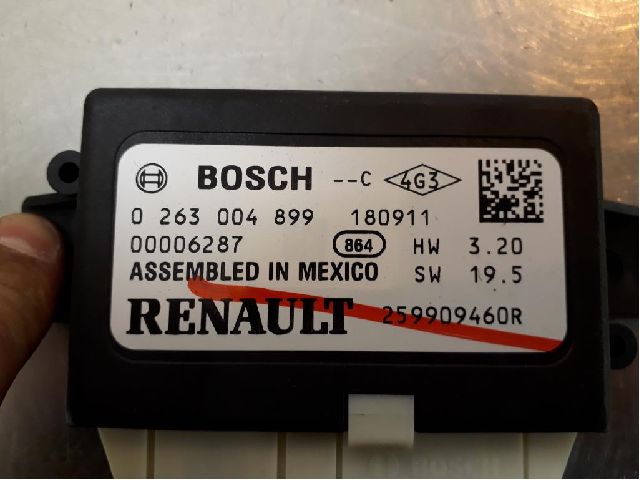 BOSCH --C 4G3
0 263 004 899 180911
00006287 864 HW 3.20
ASSEMBLED IN MEXICO SW 19.5
RENAULT 259909460R
BOSCH